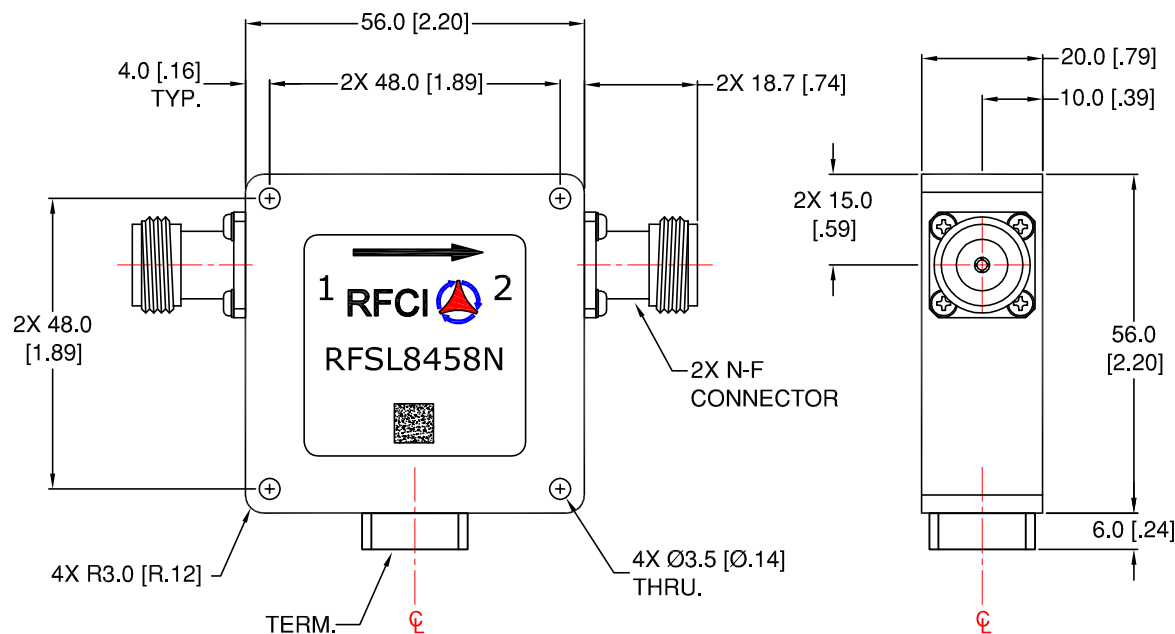 56.0 [2.20]
4.0 [.16]
TYP.
2X 48.0 [1.89]
2X 18.7 [.74]
20.0 [.79]
10.0 [.39]
2X 15.0
[.59]
1
RFCI
2
RFSL8458N
2X 48.0
[1.89]
2X N-F
CONNECTOR
56.0
[2.20]
6.0 [.24]
4X R3.0 [R.12]
4X Ø3.5 [Ø.14]
THRU.
TERM.
℄
℄